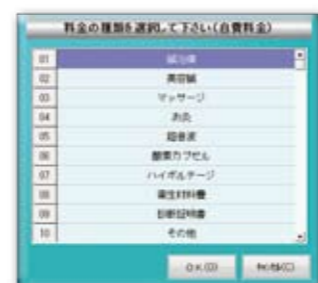 料金の種類を選択して下さい(自費料金)
01 鍼治療
02 美容鍼
03 マッサージ
04 お灸
05 超音波
06 酸素カプセル
07 ハイボルテージ
08 衛生材料費
09 診断証明書
10 その他
OK(O) キャンセル(C)